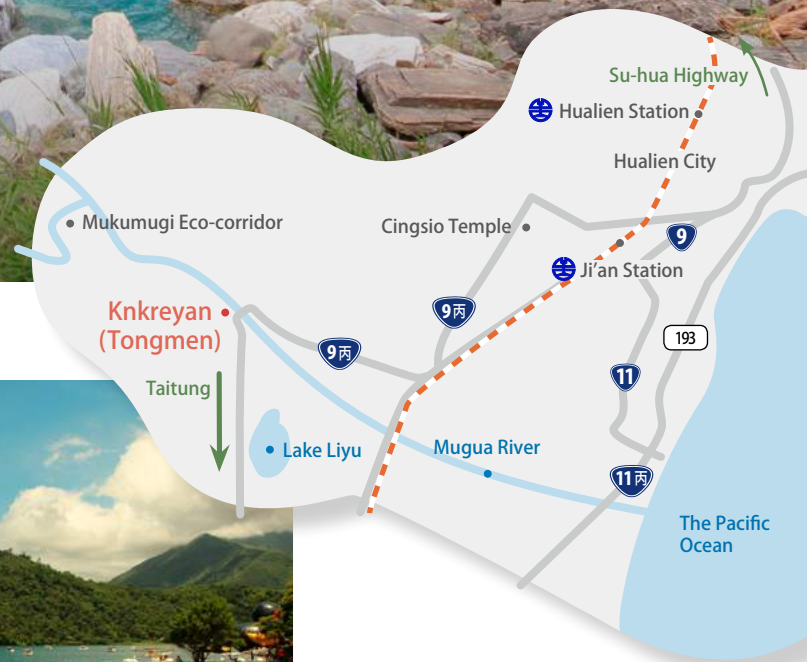 Su-hua Highway
Hualien Station
Hualien City
Mukumugi Eco-corridor
Cingsio Temple
9
Ji’an Station
Knkreyan
(Tongmen)
9丙
9丙
193
Taitung
11
Lake Liyu
Mugua River
11丙
The Pacific
Ocean